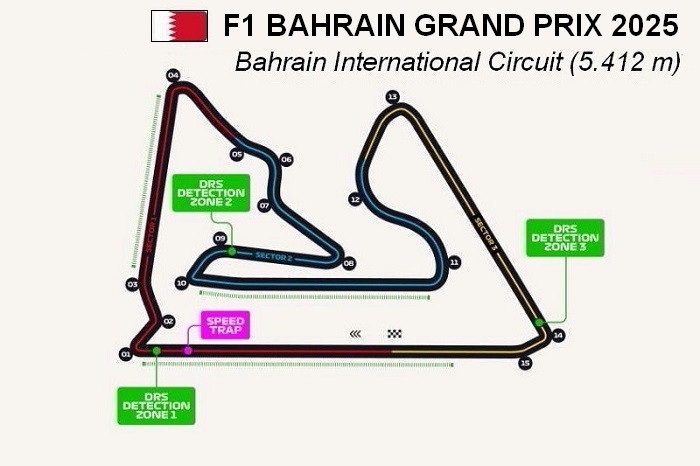 F1 BAHRAIN GRAND PRIX 2025
Bahrain International Circuit (5.412 m)
04
13
05
06
DRS
DETECTION
ZONE 2
12
07
SECTOR 1
SECTOR 3
DRS
DETECTION
ZONE 3
09
SECTOR 2
08
11
10
03
02
SPEED
TRAP
14
01
15
DRS
DETECTION
ZONE 1